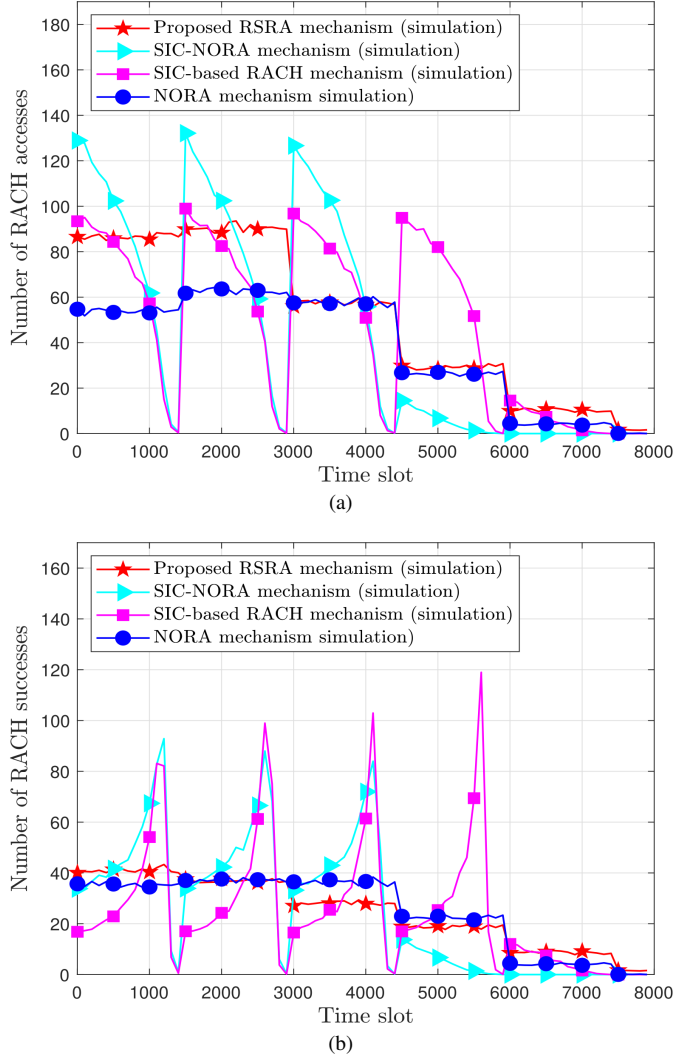 180
160
140
120
100
80
60
40
20
0
Number of RACH accesses
Proposed RSRA mechanism (simulation)
SIC-NORA mechanism (simulation)
SIC-based RACH mechanism (simulation)
NORA mechanism simulation)
0 1000 2000 3000 4000 5000 6000 7000 8000
Time slot
(a)
160
140
120
100
80
60
40
20
0
Number of RACH successes
Proposed RSRA mechanism (simulation)
SIC-NORA mechanism (simulation)
SIC-based RACH mechanism (simulation)
NORA mechanism simulation)
0 1000 2000 3000 4000 5000 6000 7000 8000
Time slot
(b)